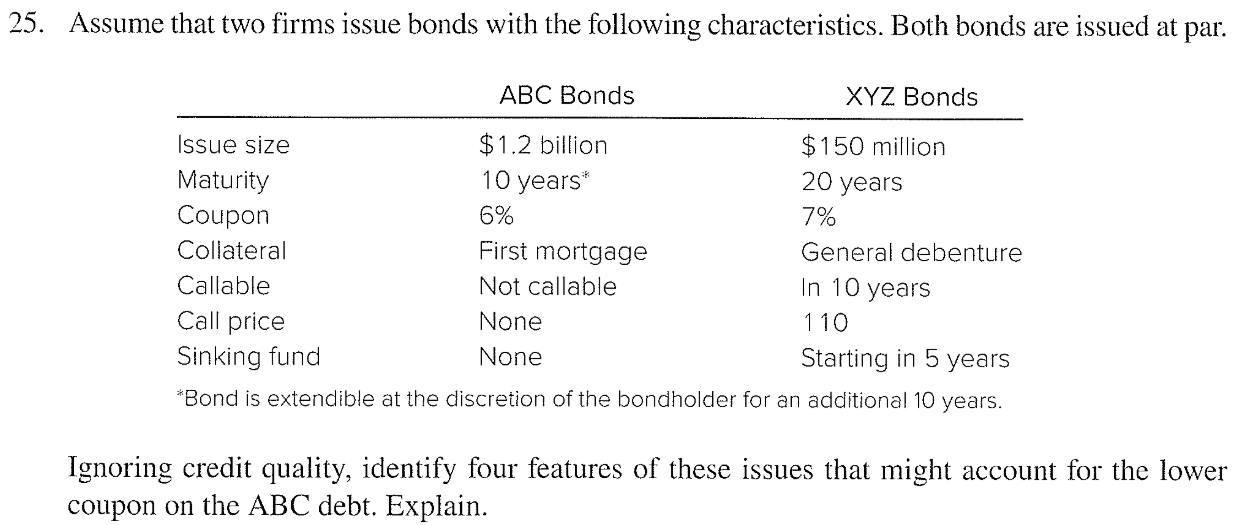 25. Assume that two firms issue bonds with the following characteristics. Both bonds are issued at par.
ABC Bonds XYZ Bonds
Issue size $1.2 billion $150 million
Maturity 10 years* 20 years
Coupon 6% 7%
Collateral First mortgage General debenture
Callable Not callable In 10 years
Call price None 110
Sinking fund None Starting in 5 years
*Bond is extendible at the discretion of the bondholder for an additional 10 years.
Ignoring credit quality, identify four features of these issues that might account for the lower
coupon on the ABC debt. Explain.